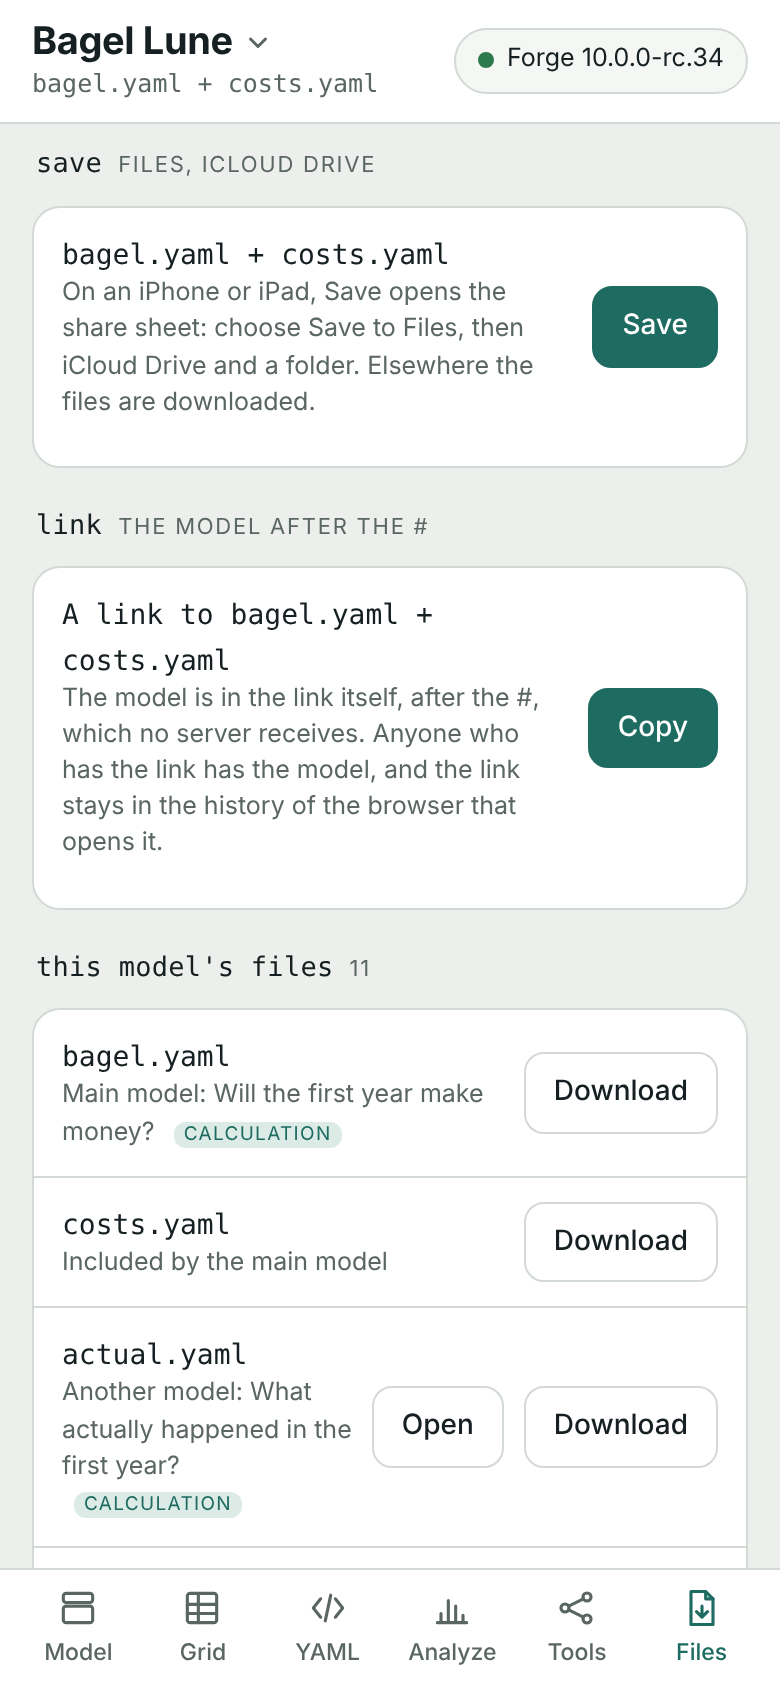 Bagel Lune
bagel.yaml + costs.yaml
Forge 10.0.0-rc.34
save FILES, ICLOUD DRIVE
bagel.yaml + costs.yaml
On an iPhone or iPad, Save opens the
share sheet: choose Save to Files, then
iCloud Drive and a folder. Elsewhere the
files are downloaded.
Save
link THE MODEL AFTER THE #
A link to bagel.yaml +
costs.yaml
The model is in the link itself, after the #,
which no server receives. Anyone who
has the link has the model, and the link
stays in the history of the browser that
opens it.
Copy
this model's files 11
bagel.yaml
Main model: Will the first year make
money? CALCULATION
Download
costs.yaml
Included by the main model
Download
actual.yaml
Another model: What
actually happened in the
first year?
CALCULATION
Open
Download
Model
Grid
YAML
Analyze
Tools
Files